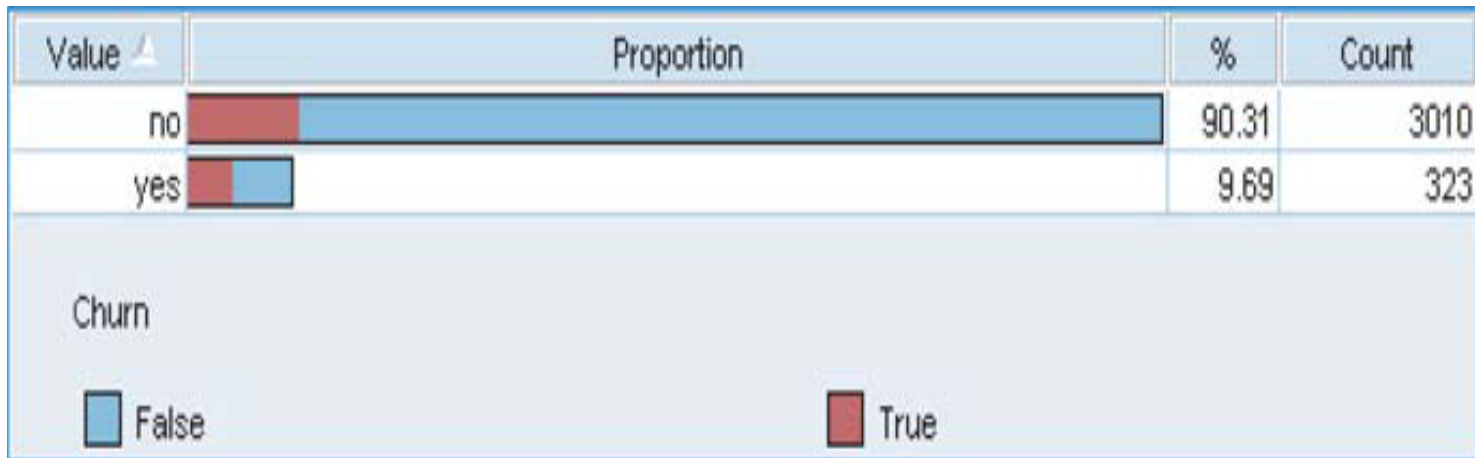 Value Proportion % Count
no 90.31 3010
yes 9.69 323
Churn
False True